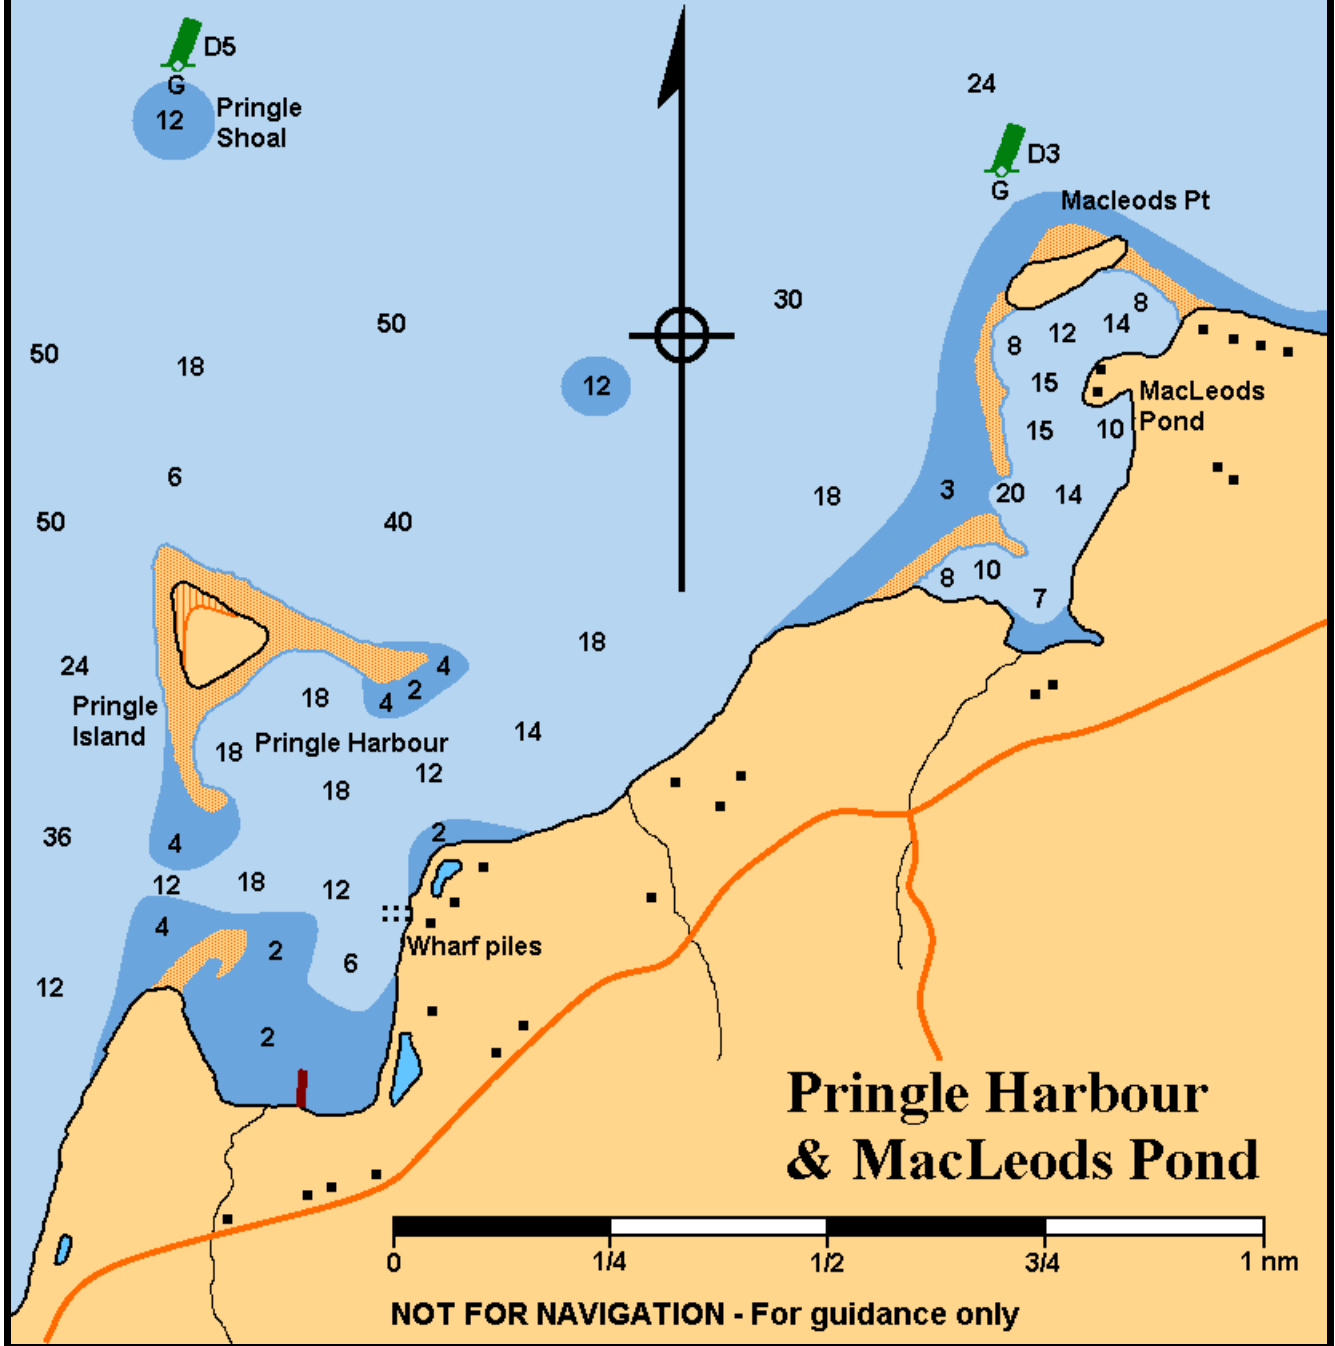 D5
G
12
Pringle
Shoal
24
D3
G
Macleods Pt
30
8
14
12
8
50
50
18
12
15
MacLeods
Pond
15
10
6
18
3
20
14
50
40
10
8
7
18
24
4
2
4
18
Pringle
Island
18
Pringle Harbour
14
12
18
36
4
2
12
18
12
4
Wharf piles
2
6
12
2
Pringle Harbour
& MacLeods Pond
0
1/4
1/2
3/4
1 nm
NOT FOR NAVIGATION - For guidance only